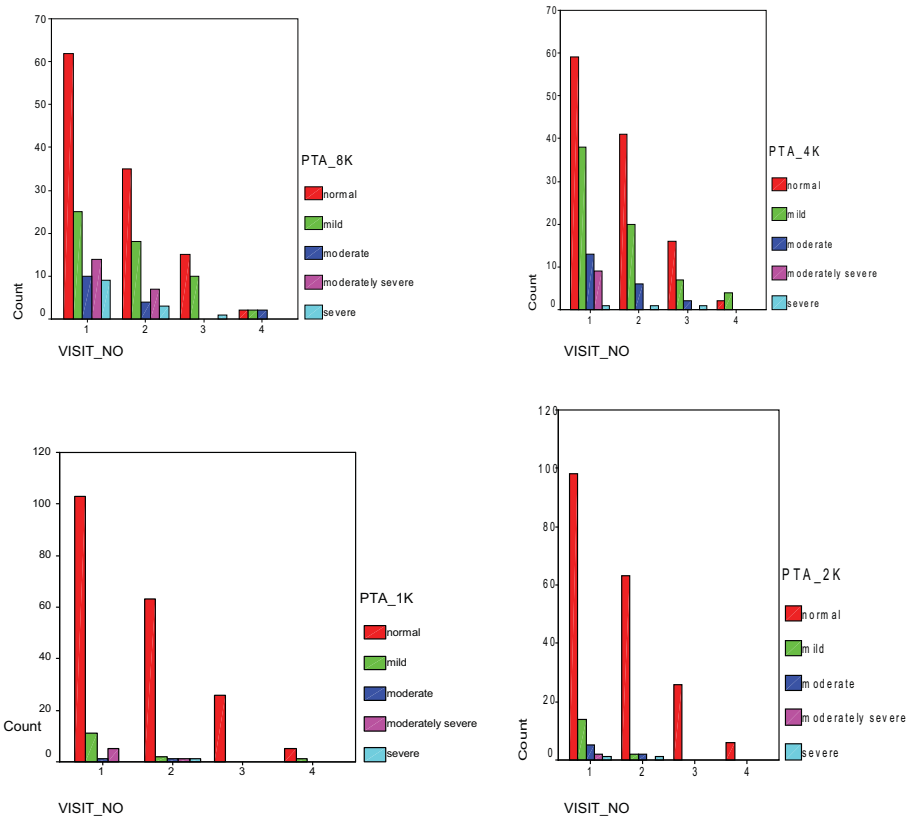 70
60
50
40
30
20
10
0
Count
1 2 3 4
VISIT_NO
PTA_8K
normal
mild
moderate
moderately severe
severe
70
60
50
40
30
20
10
0
Count
1 2 3 4
VISIT_NO
PTA_4K
normal
mild
moderate
moderately severe
severe
120
100
80
60
40
20
0
Count
1 2 3 4
VISIT_NO
PTA_1K
normal
mild
moderate
moderately severe
severe
120
100
80
60
40
20
0
Count
1 2 3 4
VISIT_NO
PTA_2K
normal
mild
moderate
moderately severe
severe